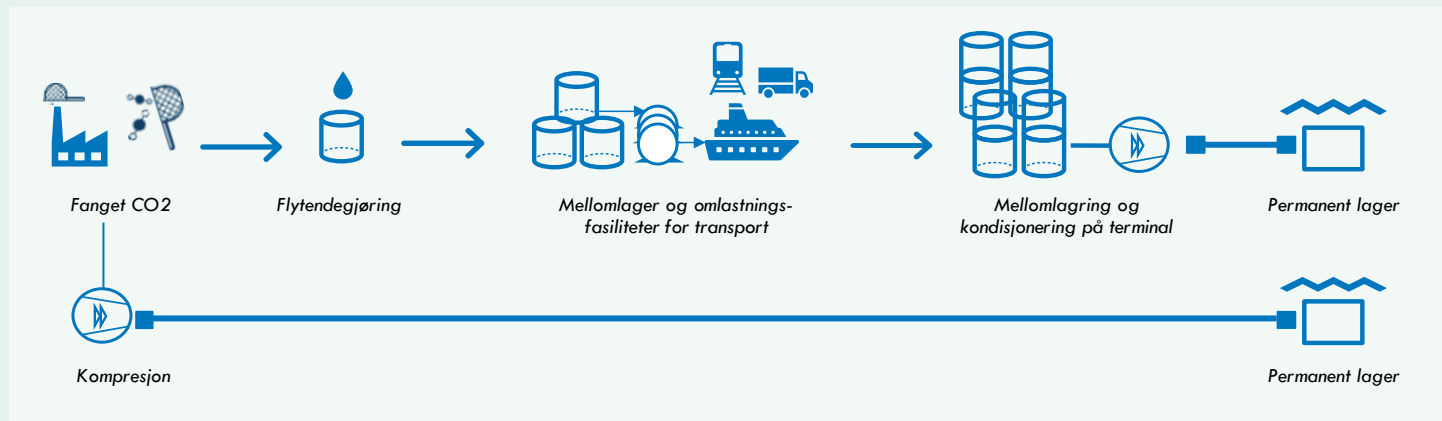 Fanget CO2
Flytendegjøring
Mellomlager og omlastnings-
fasiliteter for transport
Mellomlagring og
kondisjonering på terminal
Permanent lager
Kompresjon
Permanent lager